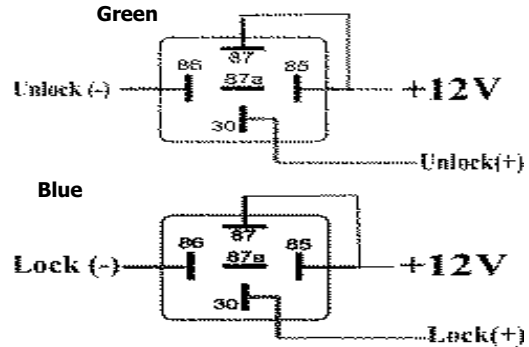 Green
87
86
87a
85
Unlock (-)
+12V
30
Unlock(+)
Blue
87
86
87a
85
Lock (-)
+12V
30
Lock(+)